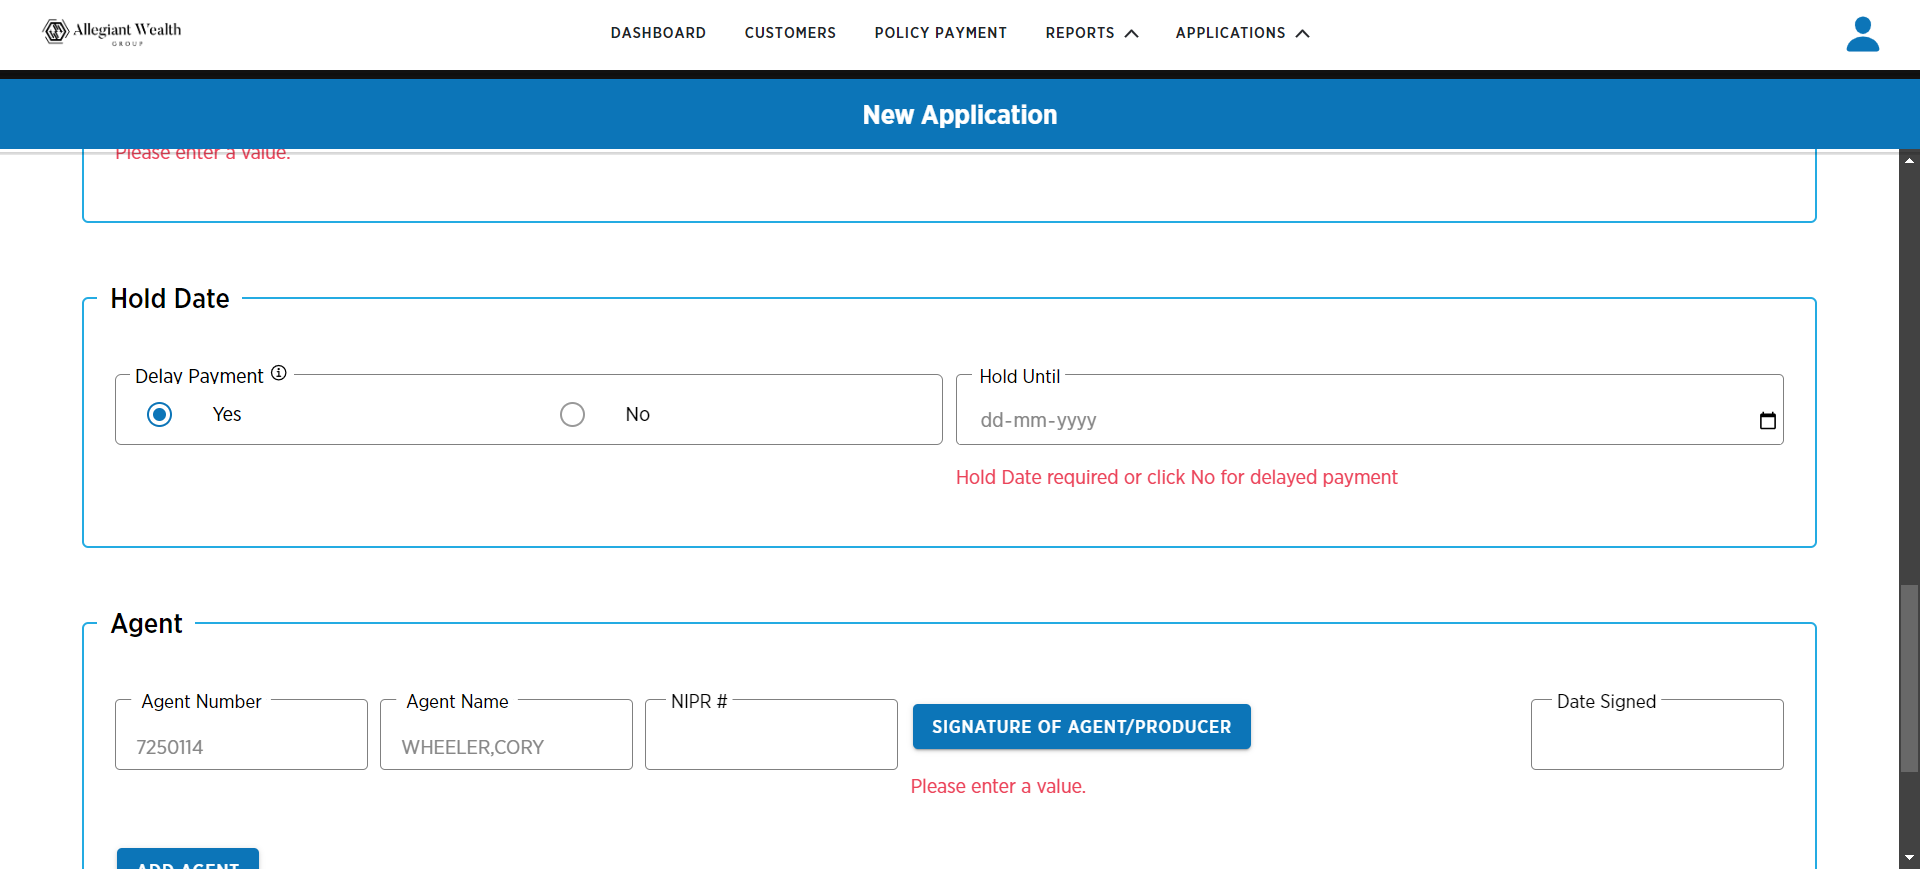 Allegiant Wealth
GROUP
DASHBOARD CUSTOMERS POLICY PAYMENT REPORTS APPLICATIONS
New Application
Please enter a value.
Hold Date
Delay Payment Hold Until
Yes No dd-mm-yyyy
Hold Date required or click No for delayed payment
Agent
Agent Number Agent Name NIPR # Date Signed
SIGNATURE OF AGENT/PRODUCER
7250114 WHEELER,CORY
Please enter a value.
ADD AGENT